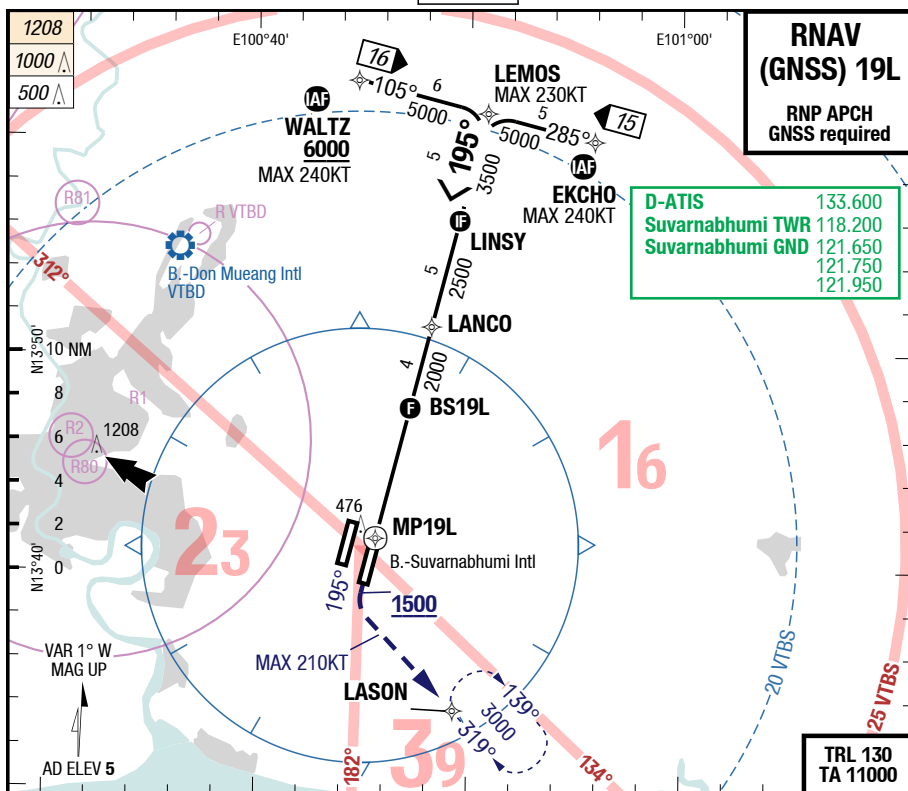 1208
1000
500
E100°40'
E101°00'
RNAV
(GNSS) 19L
RNP APCH
GNSS required
16
105°
6
5000
LEMOS
MAX 230KT
5
5000
285°
15
IAF
WALTZ
6000
MAX 240KT
195°
5
3500
IAF
EKCHO
MAX 240KT
D-ATIS 133.600
Suvarnabhumi TWR 118.200
Suvarnabhumi GND 121.650
121.750
121.950
R81
R VTBD
IF
LINSY
312°
B.-Don Mueang Intl
VTBD
5
2500
LANCO
N13°50'
10 NM
4
2000
8
R1
F
BS19L
R2
6
1208
R80
4
16
476
MP19L
2
23
B.-Suvarnabhumi Intl
N13°40'
0
195°
1500
VAR 1° W
MAG UP
MAX 210KT
20 VTBS
LASON
139°
3000
319°
25 VTBS
AD ELEV 5
182°
39
134°
TRL 130
TA 11000